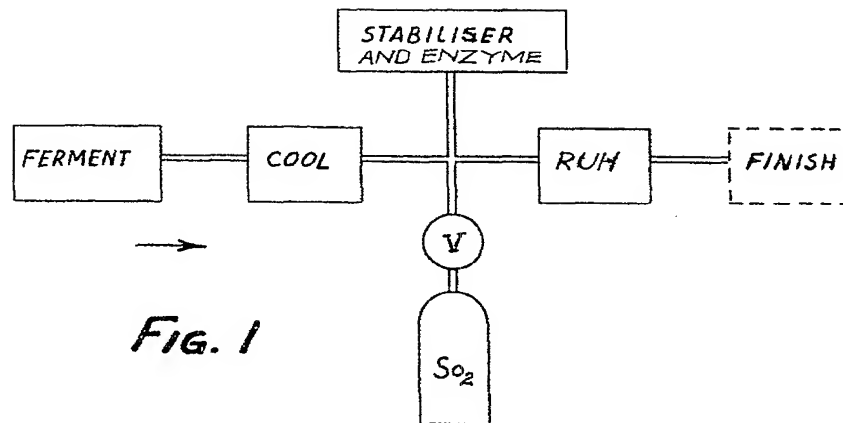 STABILISER
AND ENZYME
FERMENT
COOL
RUH
FINISH
V
FIG. 1
So₂